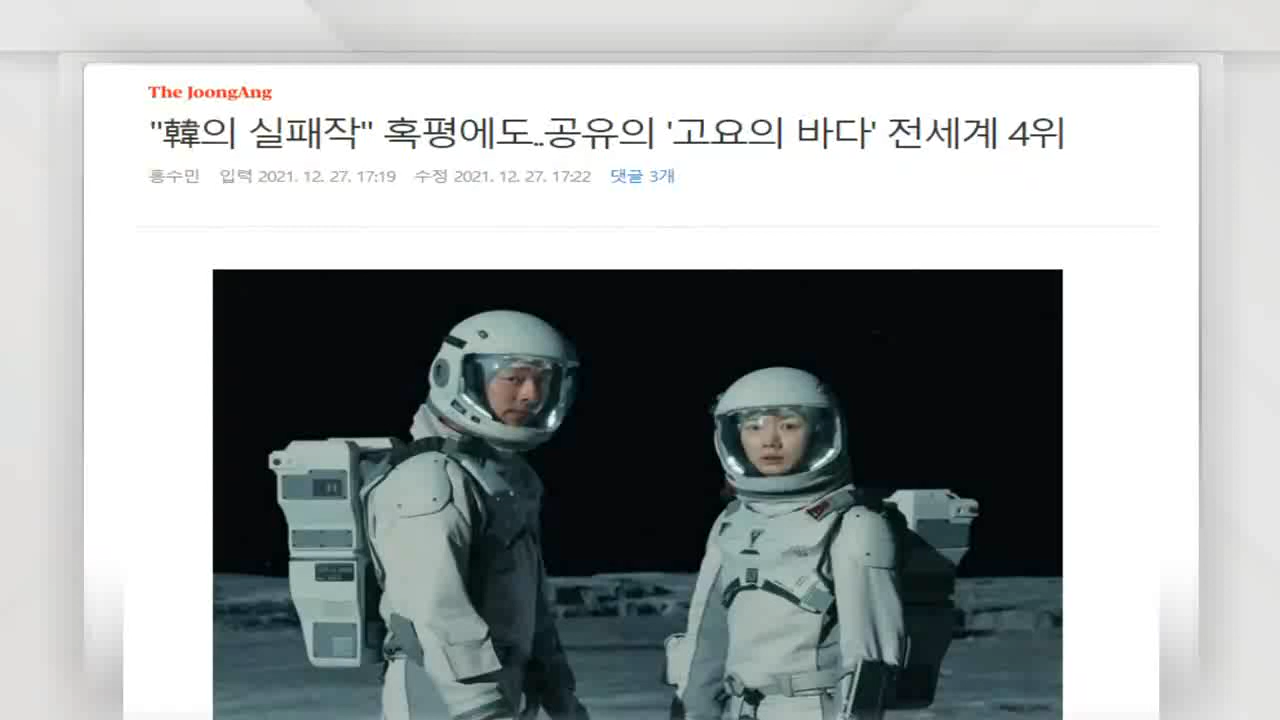 The JoongAng
"韓의 실패작" 혹평에도..공유의 '고요의 바다' 전세계 4위
홍수민 입력 2021. 12. 27. 17:19 수정 2021. 12. 27. 17:22 댓글 3개